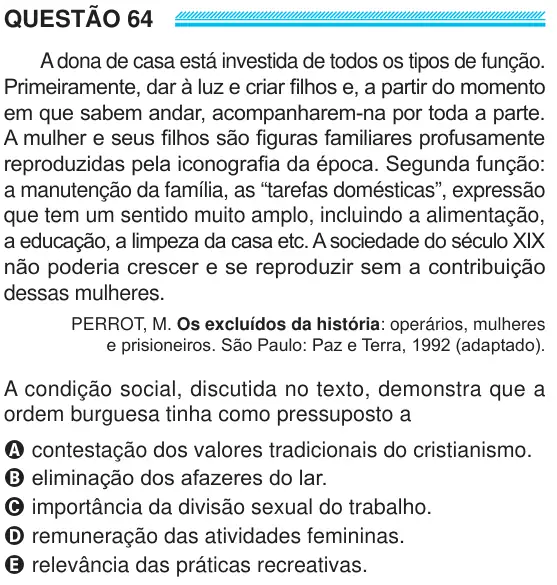 QUESTÃO 64
A dona de casa está investida de todos os tipos de função.
Primeiramente, dar à luz e criar filhos e, a partir do momento
em que sabem andar, acompanharem-na por toda a parte.
A mulher e seus filhos são figuras familiares profusamente
reproduzidas pela iconografia da época. Segunda função:
a manutenção da família, as “tarefas domésticas”, expressão
que tem um sentido muito amplo, incluindo a alimentação,
a educação, a limpeza da casa etc. A sociedade do século XIX
não poderia crescer e se reproduzir sem a contribuição
dessas mulheres.
PERROT, M. Os excluídos da história: operários, mulheres
e prisioneiros. São Paulo: Paz e Terra, 1992 (adaptado).
A condição social, discutida no texto, demonstra que a
ordem burguesa tinha como pressuposto a
A contestação dos valores tradicionais do cristianismo.
B eliminação dos afazeres do lar.
C importância da divisão sexual do trabalho.
D remuneração das atividades femininas.
E relevância das práticas recreativas.